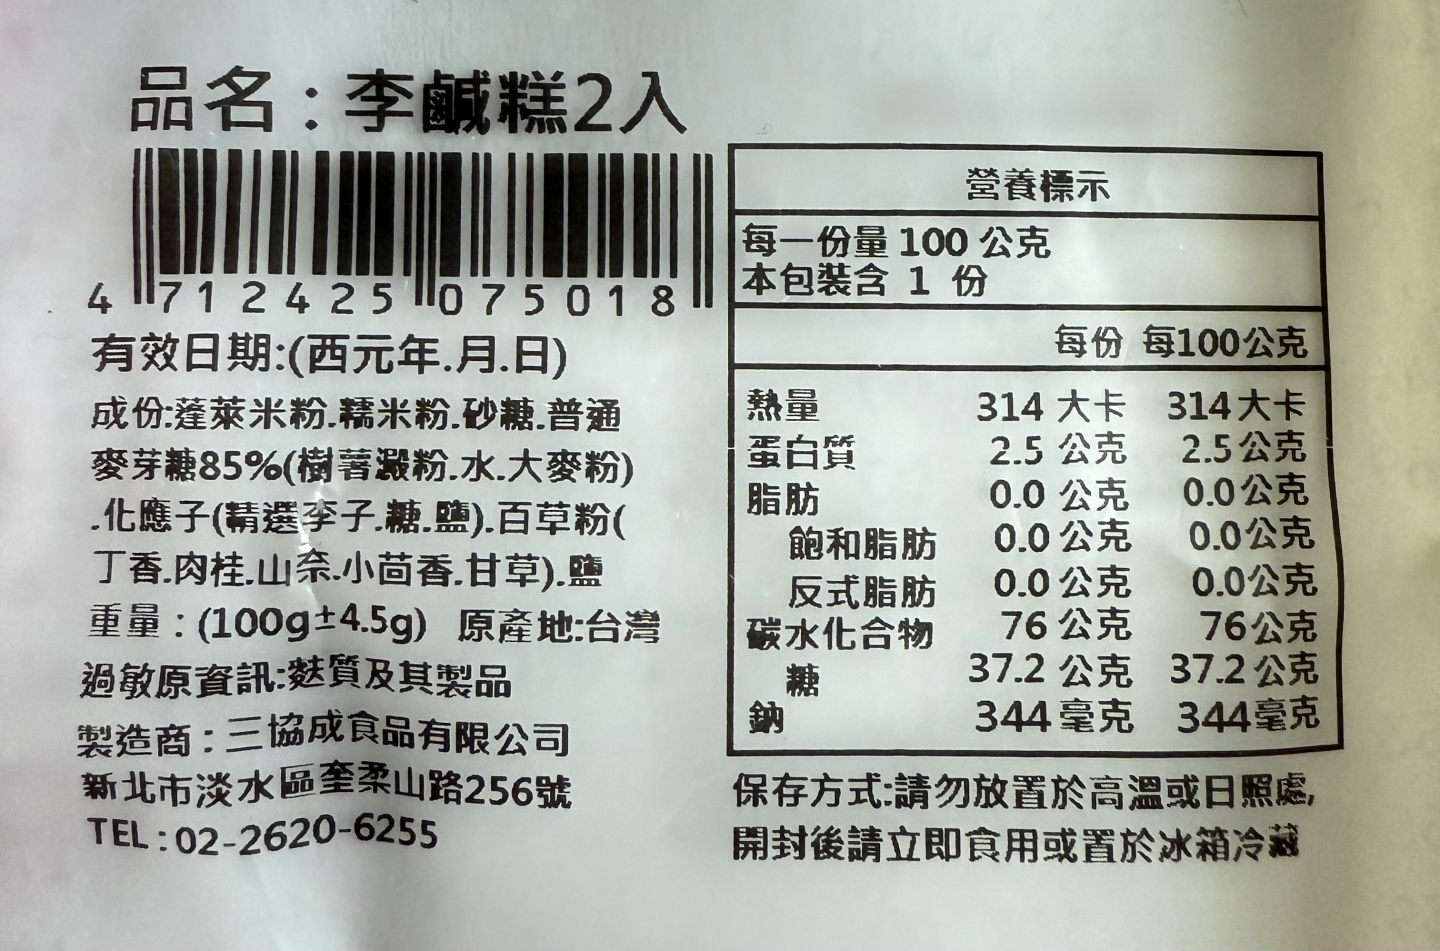 品名：李鹹糕2入
4 712425 075018
有效日期:(西元年.月.日)
成份:蓬萊米粉.糯米粉.砂糖.普通
麥芽糖85%(樹薯澱粉.水.大麥粉)
.化應子(精選李子.糖.鹽).百草粉(
丁香.肉桂.山奈.小茴香.甘草).鹽
重量：(100g±4.5g) 原產地:台灣
過敏原資訊:麩質及其製品
製造商：三協成食品有限公司
新北市淡水區奎柔山路256號
TEL：02-2620-6255
營養標示
每一份量 100 公克
本包裝含 1 份
每份 每100公克
熱量 314 大卡 314大卡
蛋白質 2.5 公克 2.5公克
脂肪 0.0 公克 0.0公克
飽和脂肪 0.0 公克 0.0公克
反式脂肪 0.0 公克 0.0公克
碳水化合物 76 公克 76公克
糖 37.2 公克 37.2公克
鈉 344 毫克 344毫克
保存方式:請勿放置於高溫或日照處,
開封後請立即食用或置於冰箱冷藏